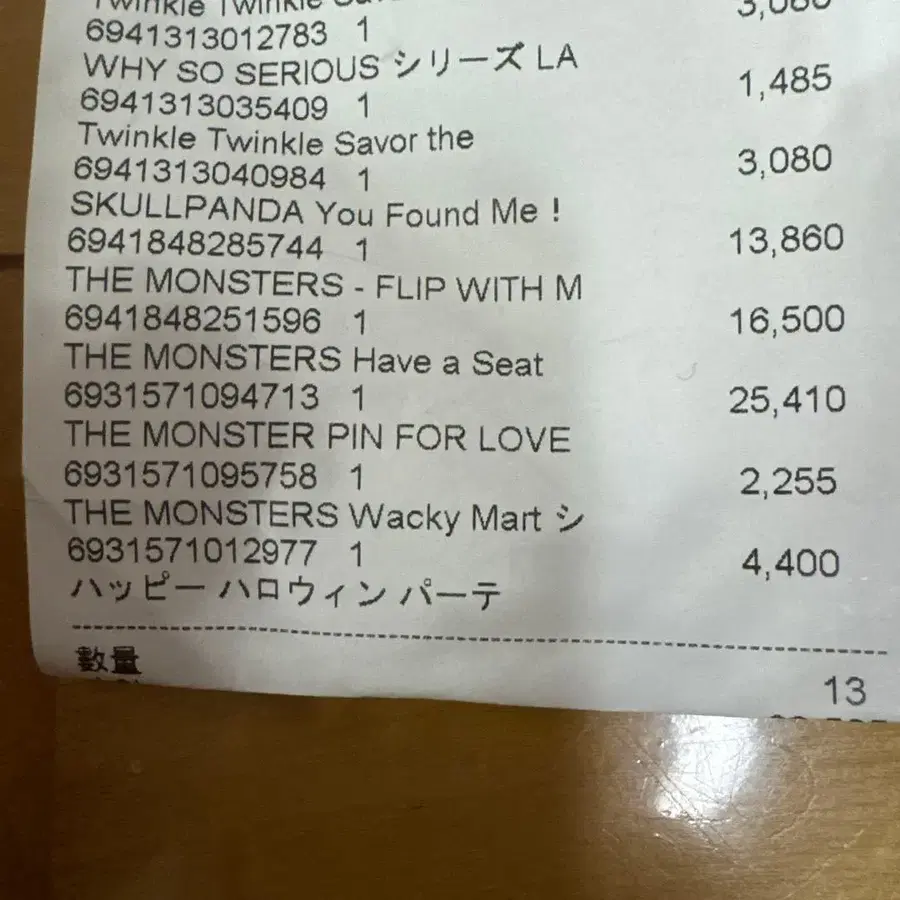 Twinkle Twinkle
3,080
6941313012783 1
WHY SO SERIOUS シリーズ LA
1,485
6941313035409 1
Twinkle Twinkle Savor the
3,080
6941313040984 1
SKULLPANDA You Found Me !
13,860
6941848285744 1
THE MONSTERS - FLIP WITH M
16,500
6941848251596 1
THE MONSTERS Have a Seat
25,410
6931571094713 1
THE MONSTER PIN FOR LOVE
2,255
6931571095758 1
THE MONSTERS Wacky Mart シ
4,400
6931571012977 1
ハッピー ハロウィン パーテ
数量
13